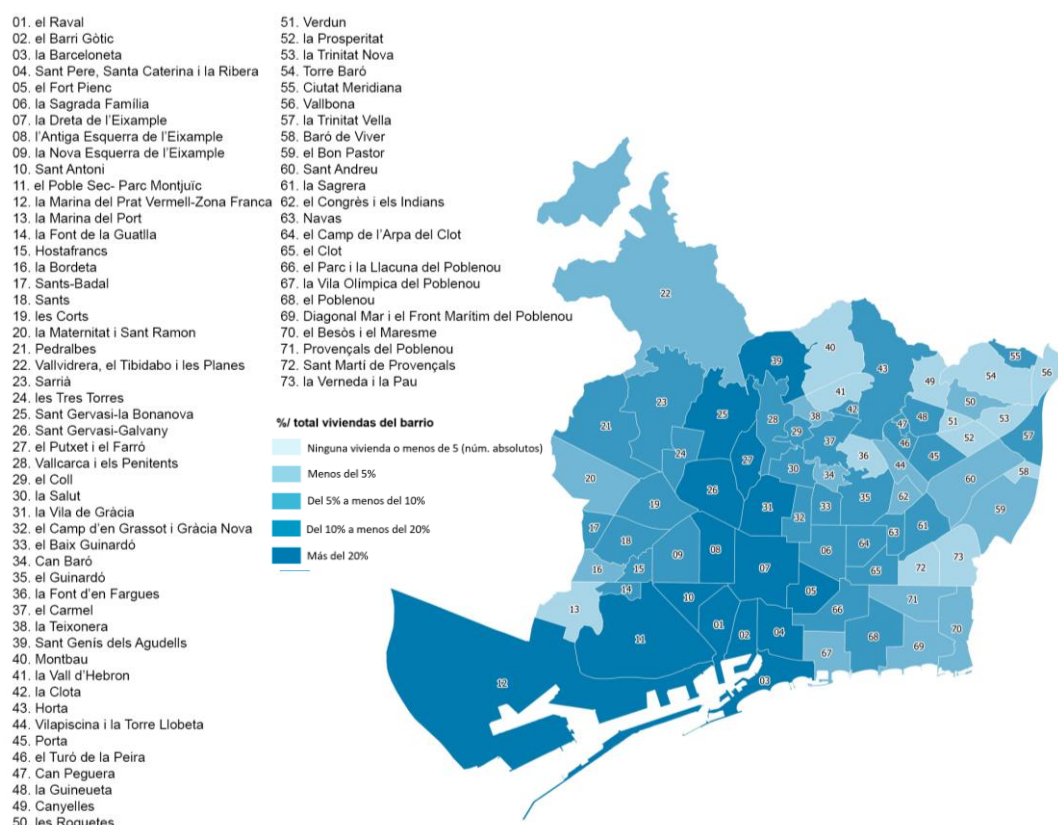 01. el Raval
02. el Barri Gòtic
03. la Barceloneta
04. Sant Pere, Santa Caterina i la Ribera
05. el Fort Pienc
06. la Sagrada Família
07. la Dreta de l'Eixample
08. l'Antiga Esquerra de l'Eixample
09. la Nova Esquerra de l'Eixample
10. Sant Antoni
11. el Poble Sec- Parc Montjuïc
12. la Marina del Prat Vermell-Zona Franca
13. la Marina del Port
14. la Font de la Guatlla
15. Hostafrancs
16. la Bordeta
17. Sants-Badal
18. Sants
19. les Corts
20. la Maternitat i Sant Ramon
21. Pedralbes
22. Vallvidrera, el Tibidabo i les Planes
23. Sarrià
24. les Tres Torres
25. Sant Gervasi-la Bonanova
26. Sant Gervasi-Galvany
27. el Putxet i el Farró
28. Vallcarca i els Penitents
29. el Coll
30. la Salut
31. la Vila de Gràcia
32. el Camp d'en Grassot i Gràcia Nova
33. el Baix Guinardó
34. Can Baró
35. el Guinardó
36. la Font d'en Fargues
37. el Carmel
38. la Teixonera
39. Sant Genís dels Agudells
40. Montbau
41. la Vall d'Hebron
42. la Clota
43. Horta
44. Vilapiscina i la Torre Llobeta
45. Porta
46. el Turó de la Peira
47. Can Peguera
48. la Guineueta
49. Canyelles
50. les Roquetes
51. Verdun
52. la Prosperitat
53. la Trinitat Nova
54. Torre Baró
55. Ciutat Meridiana
56. Vallbona
57. la Trinitat Vella
58. Baró de Viver
59. el Bon Pastor
60. Sant Andreu
61. la Sagrera
62. el Congrès i els Indians
63. Navas
64. el Camp de l'Arpa del Clot
65. el Clot
66. el Parc i la Llacuna del Poblenou
67. la Vila Olímpica del Poblenou
68. el Poblenou
69. Diagonal Mar i el Front Marítim del Poblenou
70. el Besòs i el Maresme
71. Provençals del Poblenou
72. Sant Martí de Provençals
73. la Verneda i la Pau
%/ total viviendas del barrio
Ninguna vivienda o menos de 5 (núm. absolutos)
Menos del 5%
Del 5% a menos del 10%
Del 10% a menos del 20%
Más del 20%
22
39
40
43
49
54
55
56
41
50
23
25
28
38
42
47
48
51
53
21
29
37
46
52
57
24
27
36
45
44
58
20
26
30
34
60
19
31
32
33
35
62
59
17
18
63
61
09
08
06
64
73
16
15
07
65
72
14
05
13
10
66
71
11
01
02
04
68
70
67
69
12
03